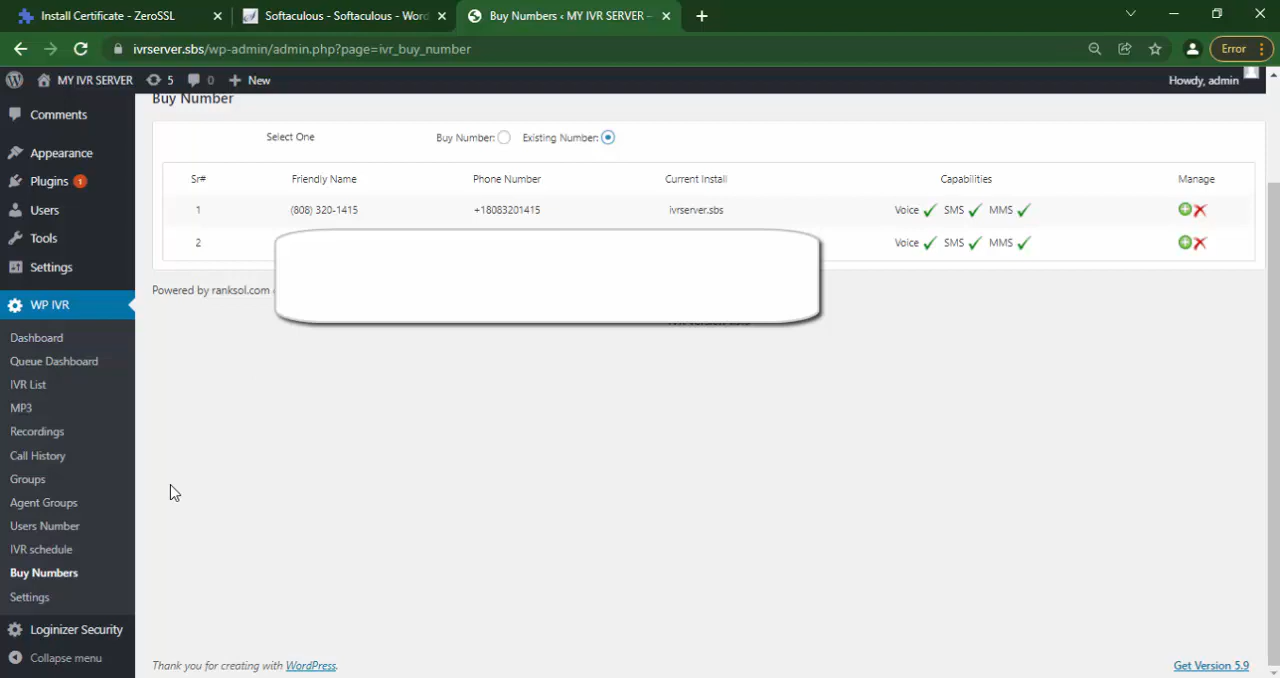 Install Certificate - ZeroSSL
Softaculous - Softaculous - Word
Buy Numbers ‹ MY IVR SERVER —
ivrserver.sbs/wp-admin/admin.php?page=ivr_buy_number
Error
MY IVR SERVER
5
0
New
Howdy, admin
Comments
Appearance
Plugins 1
Users
Tools
Settings
WP IVR
Dashboard
Queue Dashboard
IVR List
MP3
Recordings
Call History
Groups
Agent Groups
Users Number
IVR schedule
Buy Numbers
Settings
Loginizer Security
Collapse menu
Buy Number
Select One Buy Number: Existing Number:
Sr# Friendly Name Phone Number Current Install Capabilities Manage
1 (808) 320-1415 +18083201415 ivrserver.sbs Voice SMS MMS
2 Voice SMS MMS
Powered by ranksol.com
Thank you for creating with WordPress.
Get Version 5.9